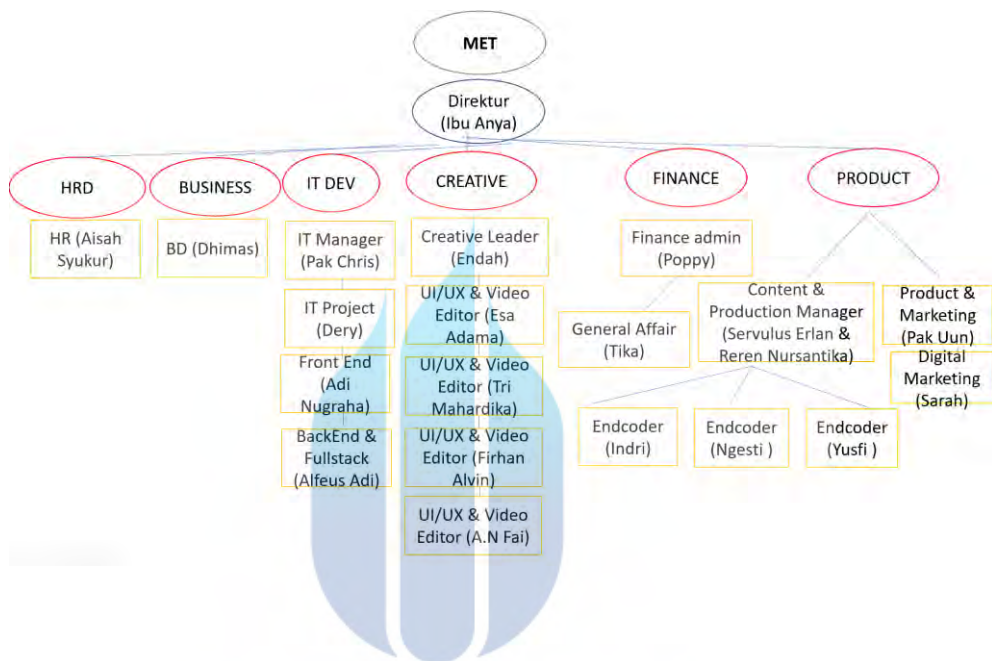 MET
Direktur
(Ibu Anya)
HRD
BUSINESS
IT DEV
CREATIVE
FINANCE
PRODUCT
HR (Aisah
Syukur)
BD (Dhimas)
IT Manager
(Pak Chris)
IT Project
(Dery)
Front End
(Adi
Nugraha)
BackEnd &
Fullstack
(Alfeus Adi)
Creative Leader
(Endah)
UI/UX & Video
Editor (Esa
Adama)
UI/UX & Video
Editor (Tri
Mahardika)
UI/UX & Video
Editor (Firhan
Alvin)
UI/UX & Video
Editor (A.N Fai)
Finance admin
(Poppy)
General Affair
(Tika)
Content &
Production Manager
(Servulus Erlan &
Reren Nursantika)
Endcoder
(Indri)
Endcoder
(Ngesti )
Endcoder
(Yusfi )
Product &
Marketing
(Pak Uun)
Digital
Marketing
(Sarah)